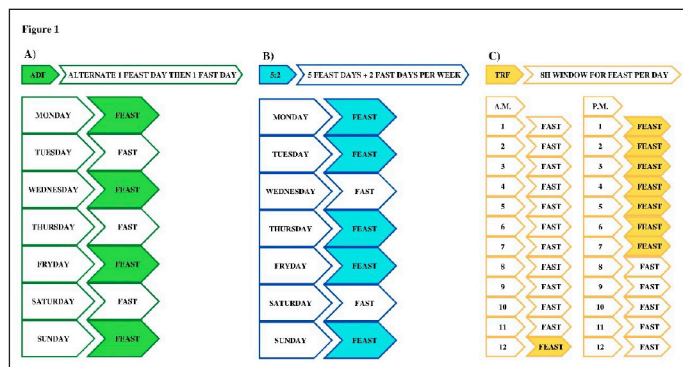 Figure 1
A)
ADF ALTERNATE 1 FEAST DAY THEN 1 FAST DAY
MONDAY FEAST
TUESDAY FAST
WEDNESDAY FEAST
THURSDAY FAST
FRYDAY FEAST
SATURDAY FAST
SUNDAY FEAST
B)
5:2 5 FEAST DAYS + 2 FAST DAYS PER WEEK
MONDAY FEAST
TUESDAY FEAST
WEDNESDAY FAST
THURSDAY FEAST
FRYDAY FEAST
SATURDAY FAST
SUNDAY FEAST
C)
TRF 8H WINDOW FOR FEAST PER DAY
A.M.
1 FAST
2 FAST
3 FAST
4 FAST
5 FAST
6 FAST
7 FAST
8 FAST
9 FAST
10 FAST
11 FAST
12 FEAST
P.M.
1 FEAST
2 FEAST
3 FEAST
4 FEAST
5 FEAST
6 FEAST
7 FEAST
8 FAST
9 FAST
10 FAST
11 FAST
12 FAST